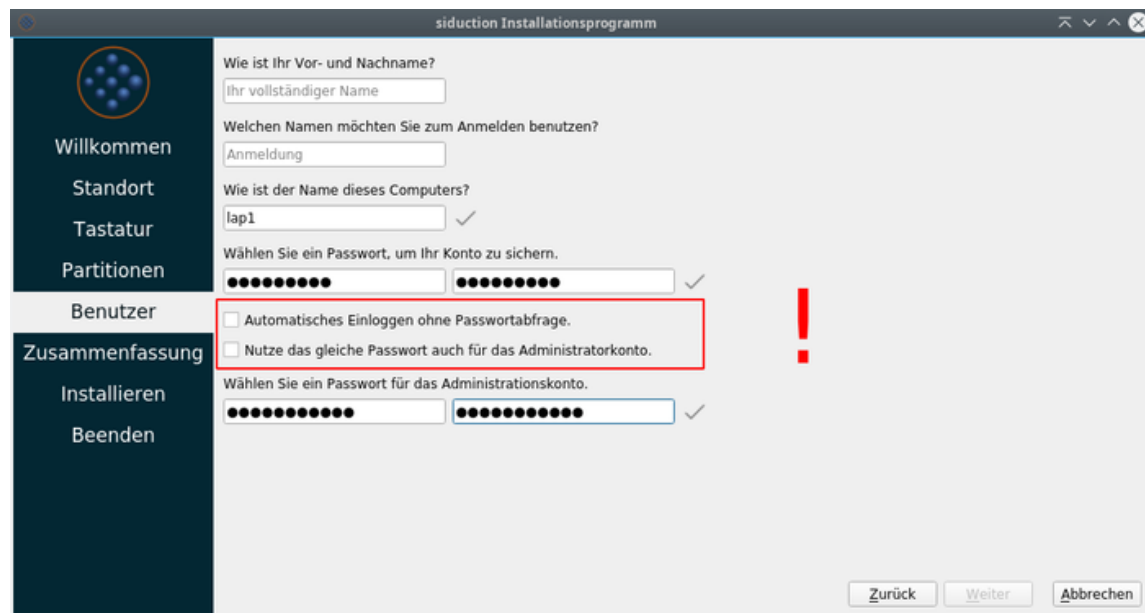 siduction Installationsprogramm
Willkommen
Standort
Tastatur
Partitionen
Benutzer
Zusammenfassung
Installieren
Beenden
Wie ist Ihr Vor- und Nachname?
Ihr vollständiger Name
Welchen Namen möchten Sie zum Anmelden benutzen?
Anmeldung
Wie ist der Name dieses Computers?
lap1
Wählen Sie ein Passwort, um Ihr Konto zu sichern.
●●●●●●●●● ●●●●●●●●●
Automatisches Einloggen ohne Passwortabfrage.
Nutze das gleiche Passwort auch für das Administratorkonto.
!
Wählen Sie ein Passwort für das Administrationskonto.
●●●●●●●●●●● ●●●●●●●●●●●
Zurück Weiter Abbrechen